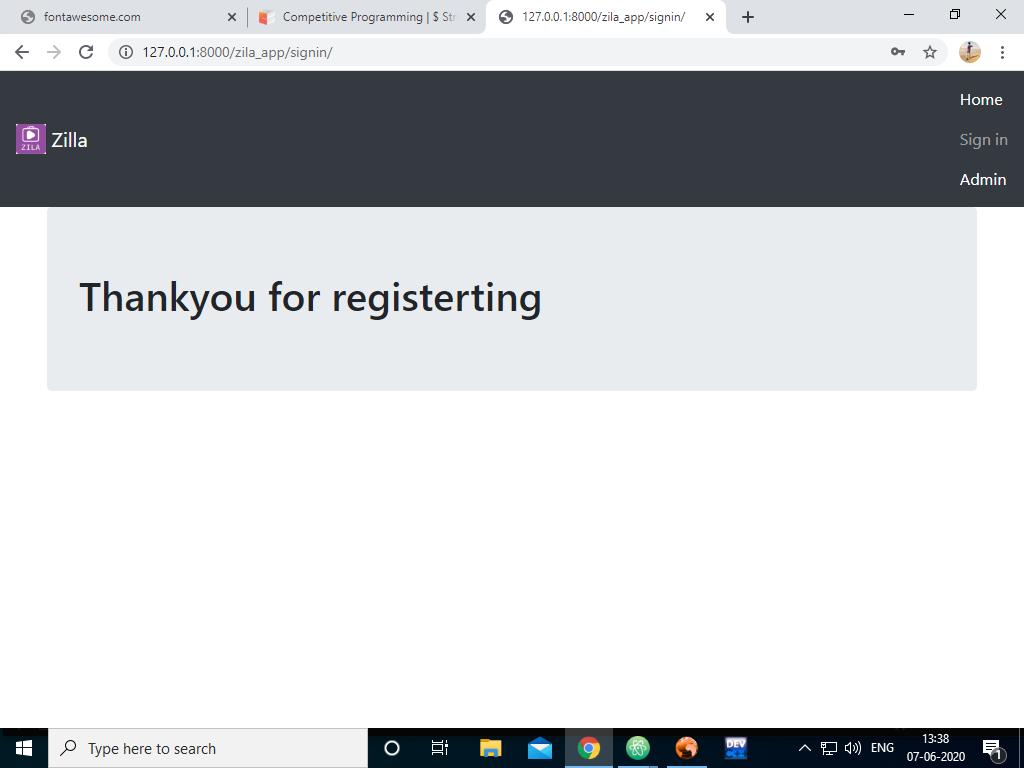 fontawesome.com
Competitive Programming | $ Str
127.0.0.1:8000/zila_app/signin/
127.0.0.1:8000/zila_app/signin/
Home
ZILA
Zilla
Sign in
Admin
Thankyou for registerting
Type here to search
DEV
ENG
13:38
07-06-2020
1